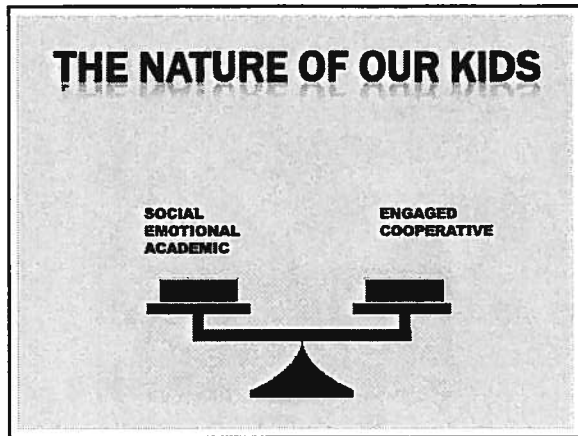 THE NATURE OF OUR KIDS
SOCIAL
EMOTIONAL
ACADEMIC
ENGAGED
COOPERATIVE